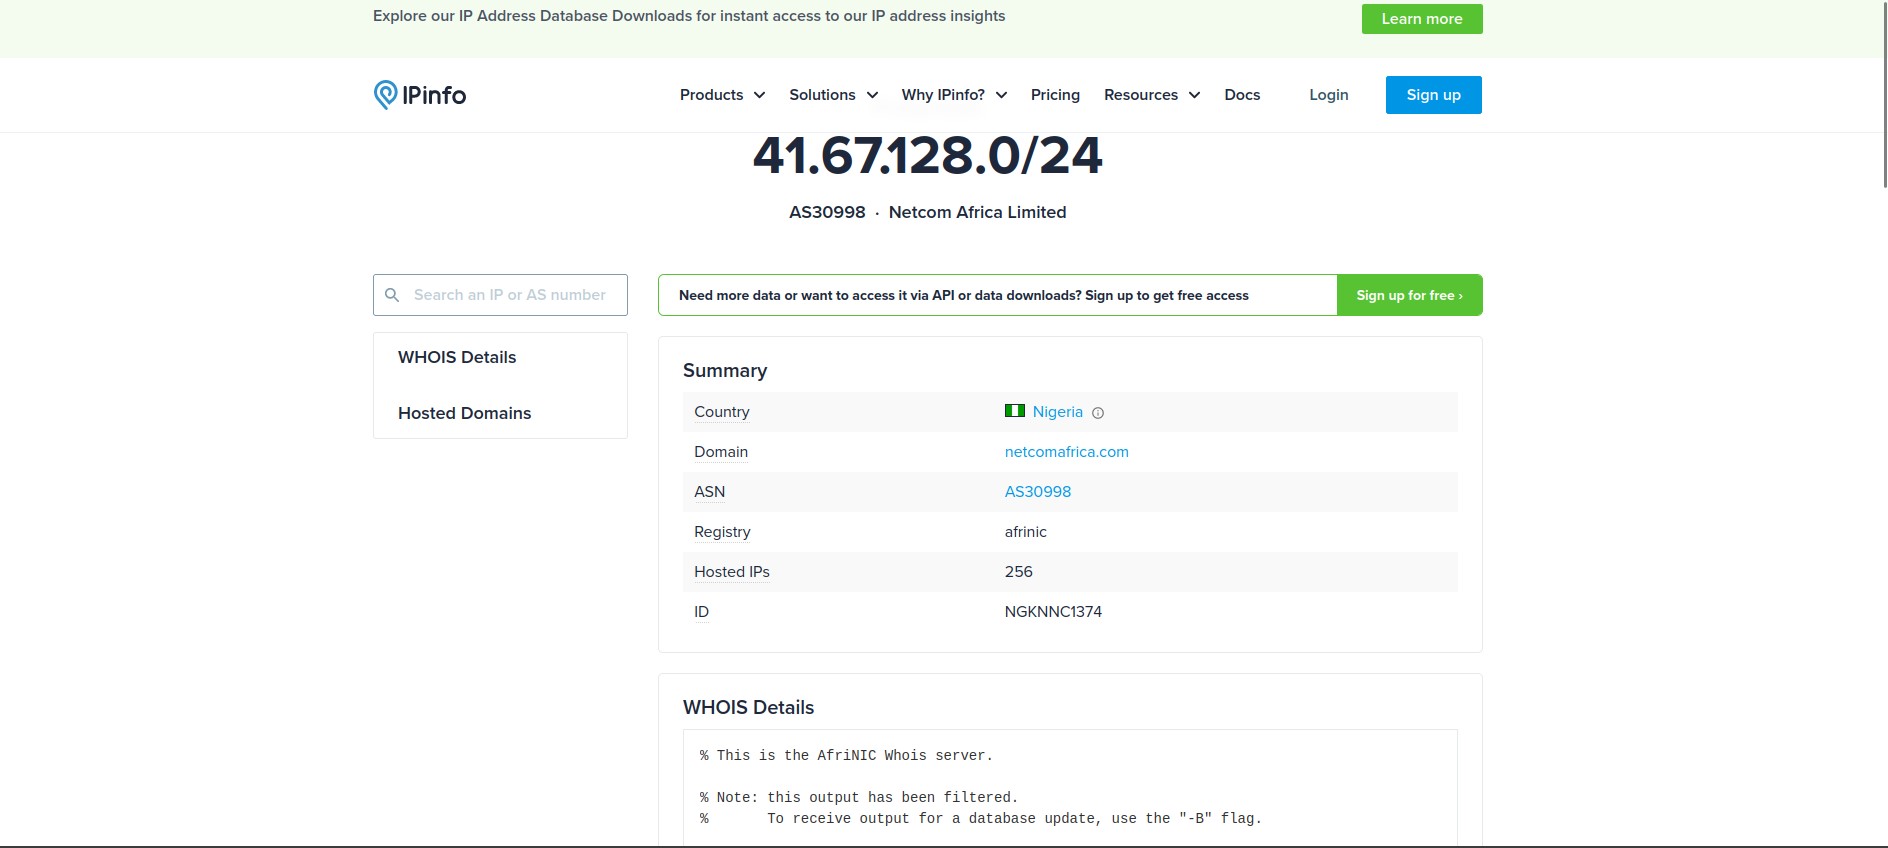 Explore our IP Address Database Downloads for instant access to our IP address insights
Learn more
IPinfo
Products
Solutions
Why IPinfo?
Pricing
Resources
Docs
Login
Sign up
41.67.128.0/24
AS30998 · Netcom Africa Limited
Search an IP or AS number
Need more data or want to access it via API or data downloads? Sign up to get free access
Sign up for free ›
WHOIS Details
Hosted Domains
Summary
Country Nigeria
Domain netcomafrica.com
ASN AS30998
Registry afrinic
Hosted IPs 256
ID NGKNNC1374
WHOIS Details
% This is the AfriNIC Whois server.
% Note: this output has been filtered.
%       To receive output for a database update, use the "-B" flag.